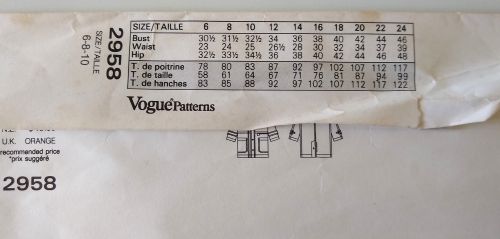 SIZE/TAILLE
6-8-10
2958
SIZE/TAILLE 6 8 10 12 14 16 18 20 22 24
Bust 30½ 31½ 32½ 34 36 38 40 42 44 46
Waist 23 24 25 26½ 28 30 32 34 37 39
Hip 32½ 33½ 34½ 36 38 40 42 44 46 48
T. de poitrine 78 80 83 87 92 97 102 107 112 117
T. de taille 58 61 64 67 71 76 81 87 94 99
T. de hanches 83 85 88 92 97 102 107 112 117 122
Vogue Patterns
U.K. ORANGE
recommended price
*prix suggéré
2958